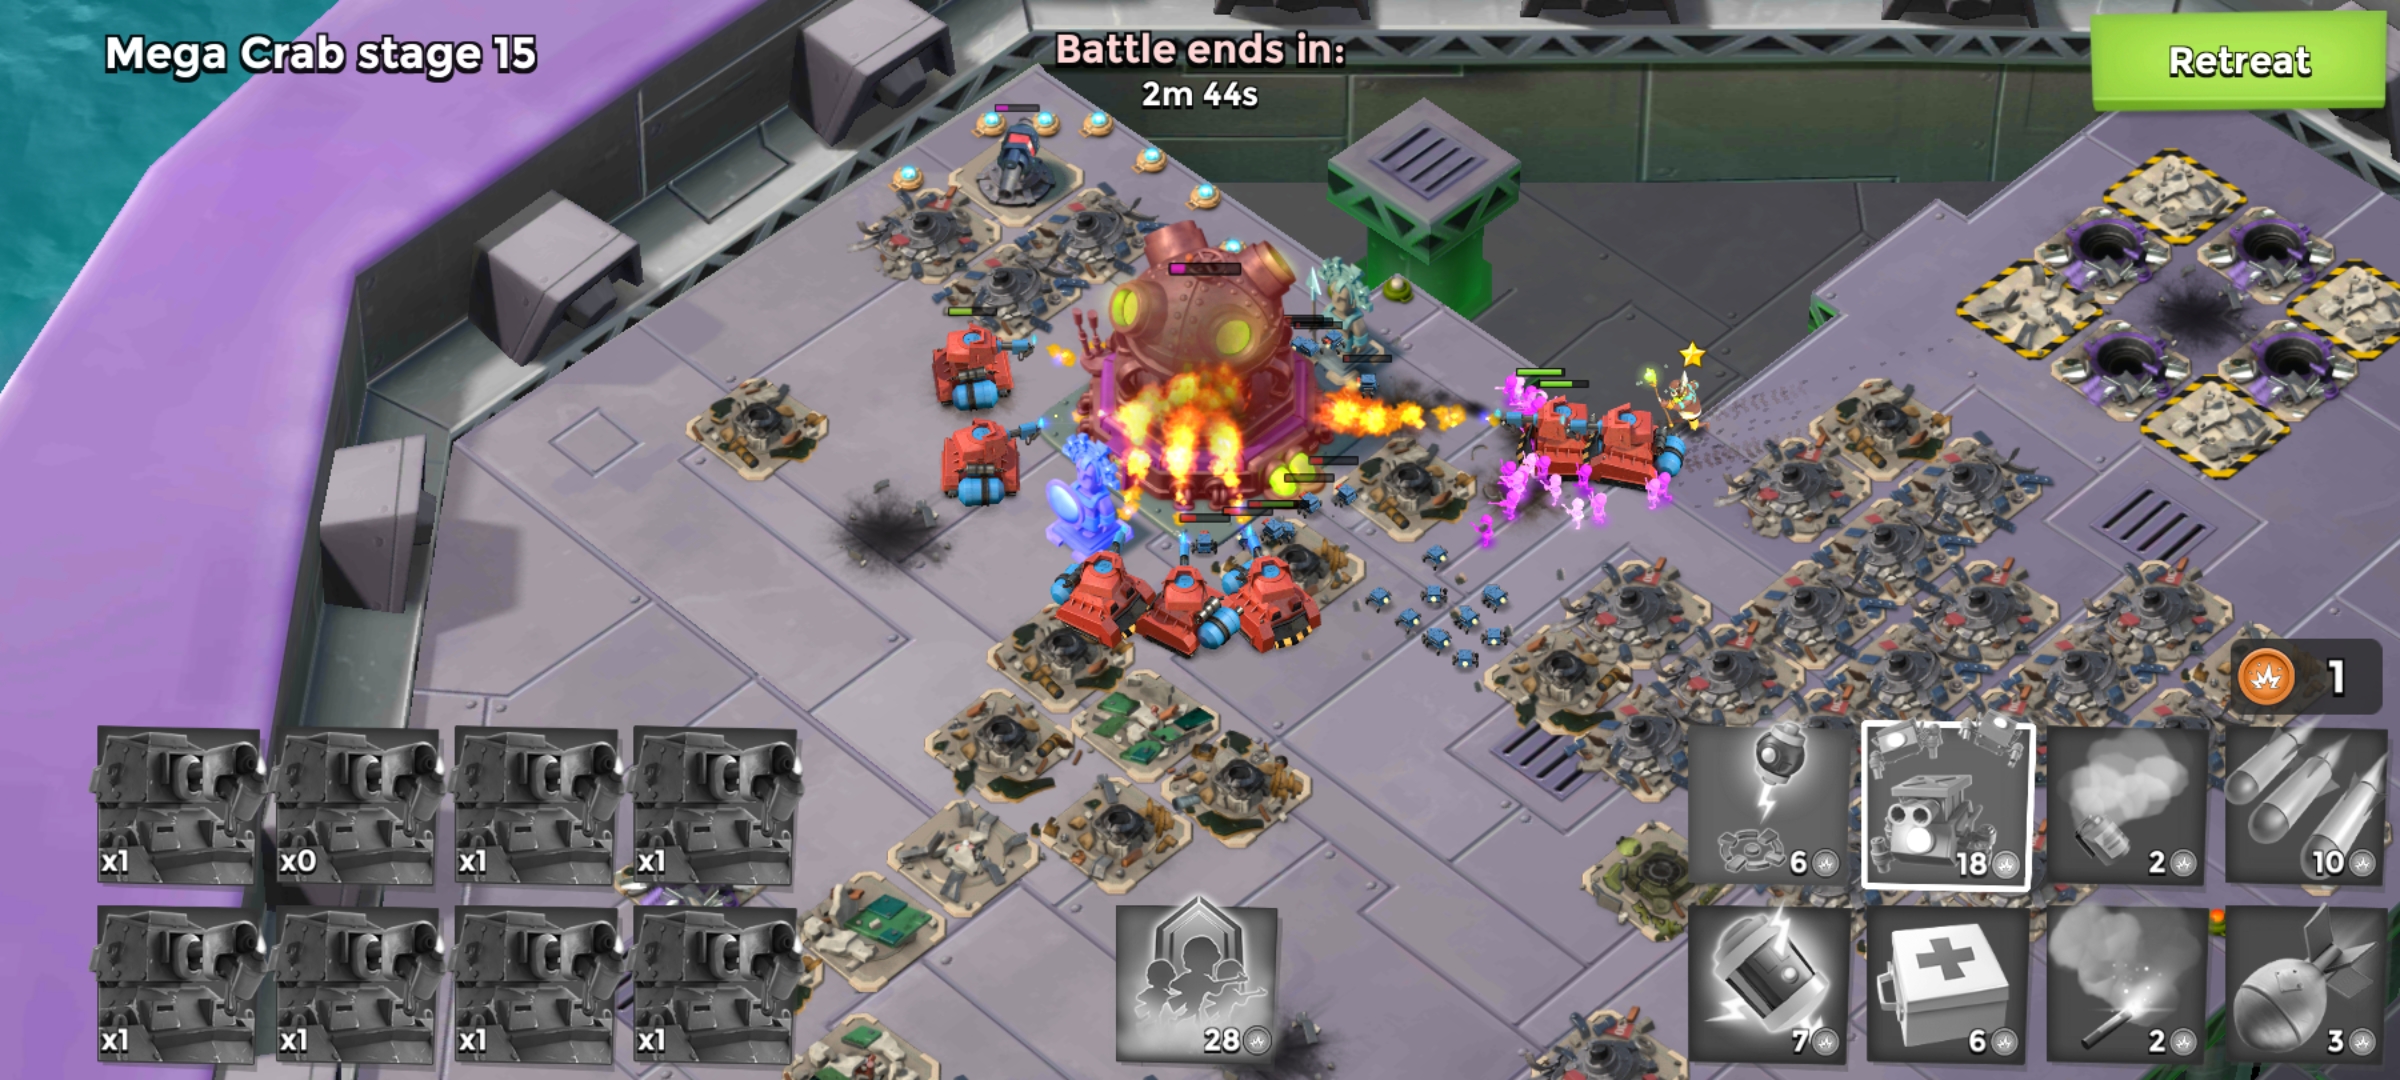 Mega Crab stage 15
Battle ends in:
2m 44s
Retreat
1
x1
x0
x1
x1
6
18
2
10
x1
x1
x1
x1
28
7
6
2
3